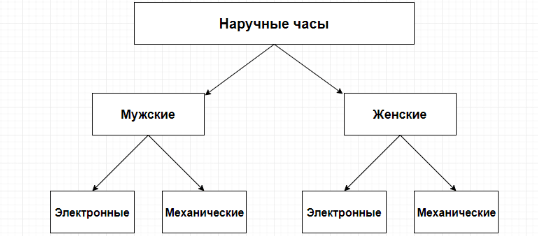 Наручные часы
Мужские
Женские
Электронные
Механические
Электронные
Механические